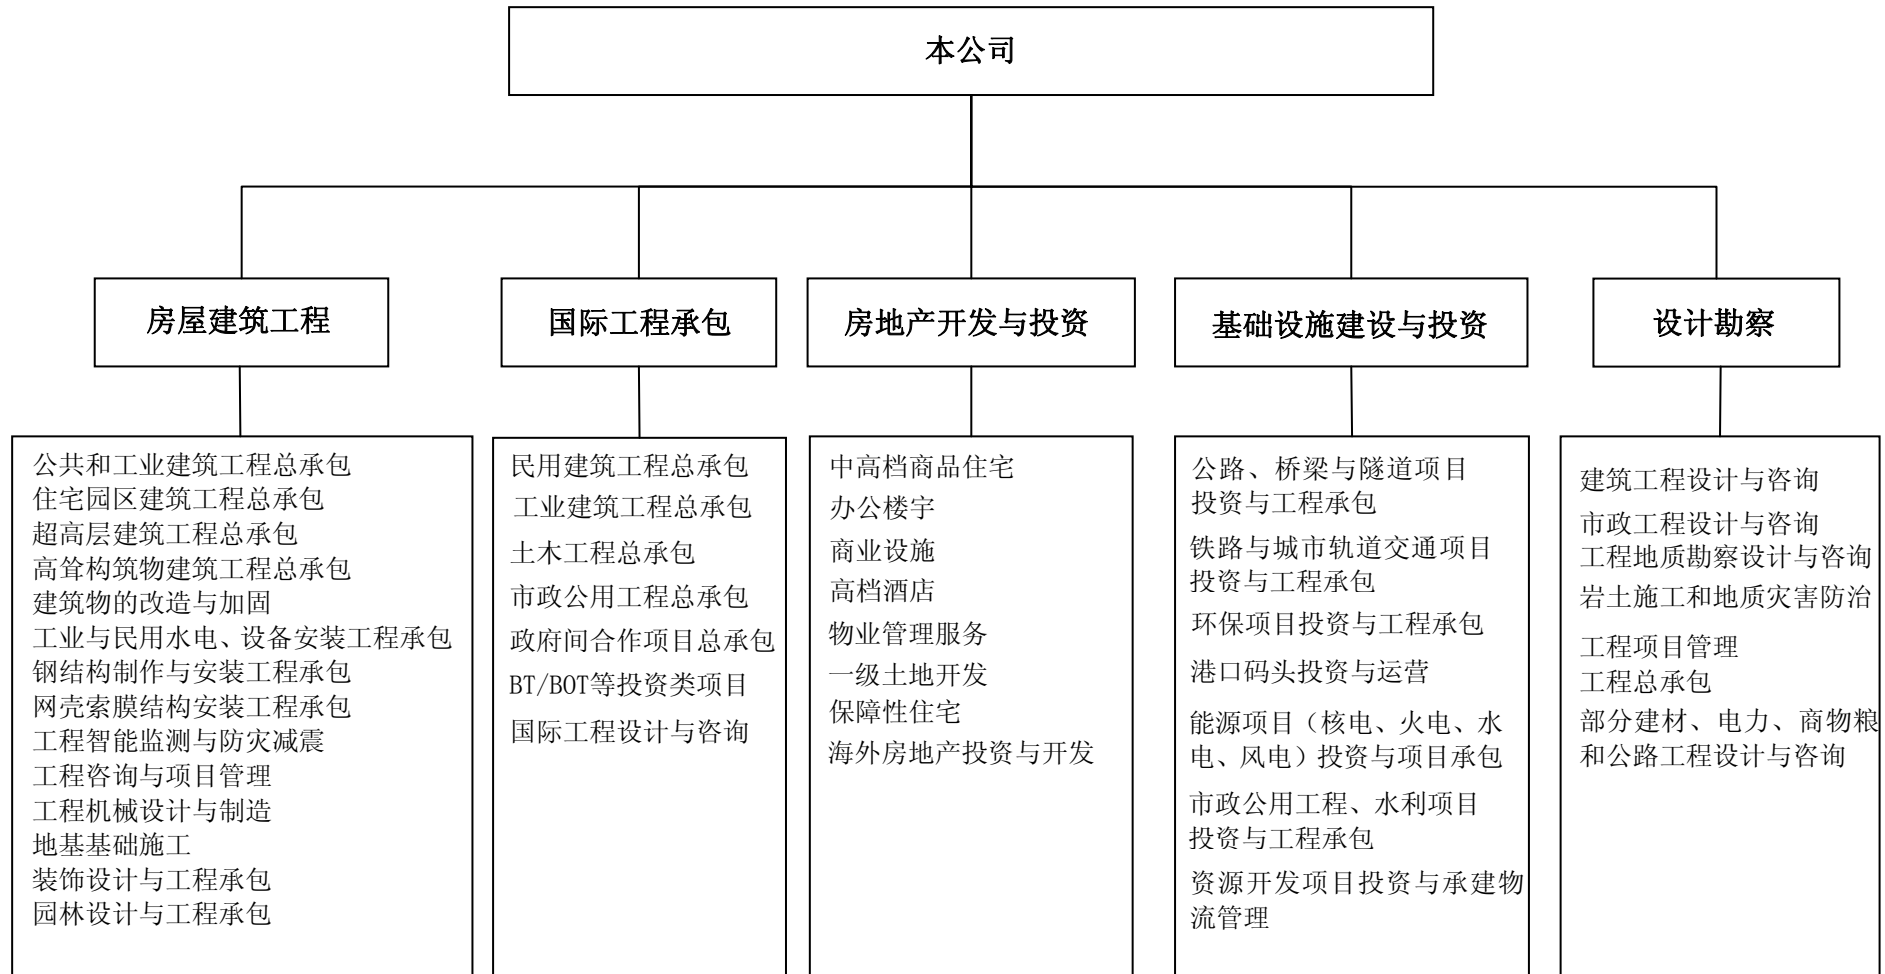 本公司
房屋建筑工程
国际工程承包
房地产开发与投资
基础设施建设与投资
设计勘察
公共和工业建筑工程总承包
住宅园区建筑工程总承包
超高层建筑工程总承包
高耸构筑物建筑工程总承包
建筑物的改造与加固
工业与民用水电、设备安装工程承包
钢结构制作与安装工程承包
网壳索膜结构安装工程承包
工程智能监测与防灾减震
工程咨询与项目管理
工程机械设计与制造
地基基础施工
装饰设计与工程承包
园林设计与工程承包
民用建筑工程总承包
工业建筑工程总承包
土木工程总承包
市政公用工程总承包
政府间合作项目总承包
BT/BOT等投资类项目
国际工程设计与咨询
中高档商品住宅
办公楼宇
商业设施
高档酒店
物业管理服务
一级土地开发
保障性住宅
海外房地产投资与开发
公路、桥梁与隧道项目
投资与工程承包
铁路与城市轨道交通项目
投资与工程承包
环保项目投资与工程承包
港口码头投资与运营
能源项目（核电、火电、水
电、风电）投资与项目承包
市政公用工程、水利项目
投资与工程承包
资源开发项目投资与承建物
流管理
建筑工程设计与咨询
市政工程设计与咨询
工程地质勘察设计与咨询
岩土施工和地质灾害防治
工程项目管理
工程总承包
部分建材、电力、商物粮
和公路工程设计与咨询